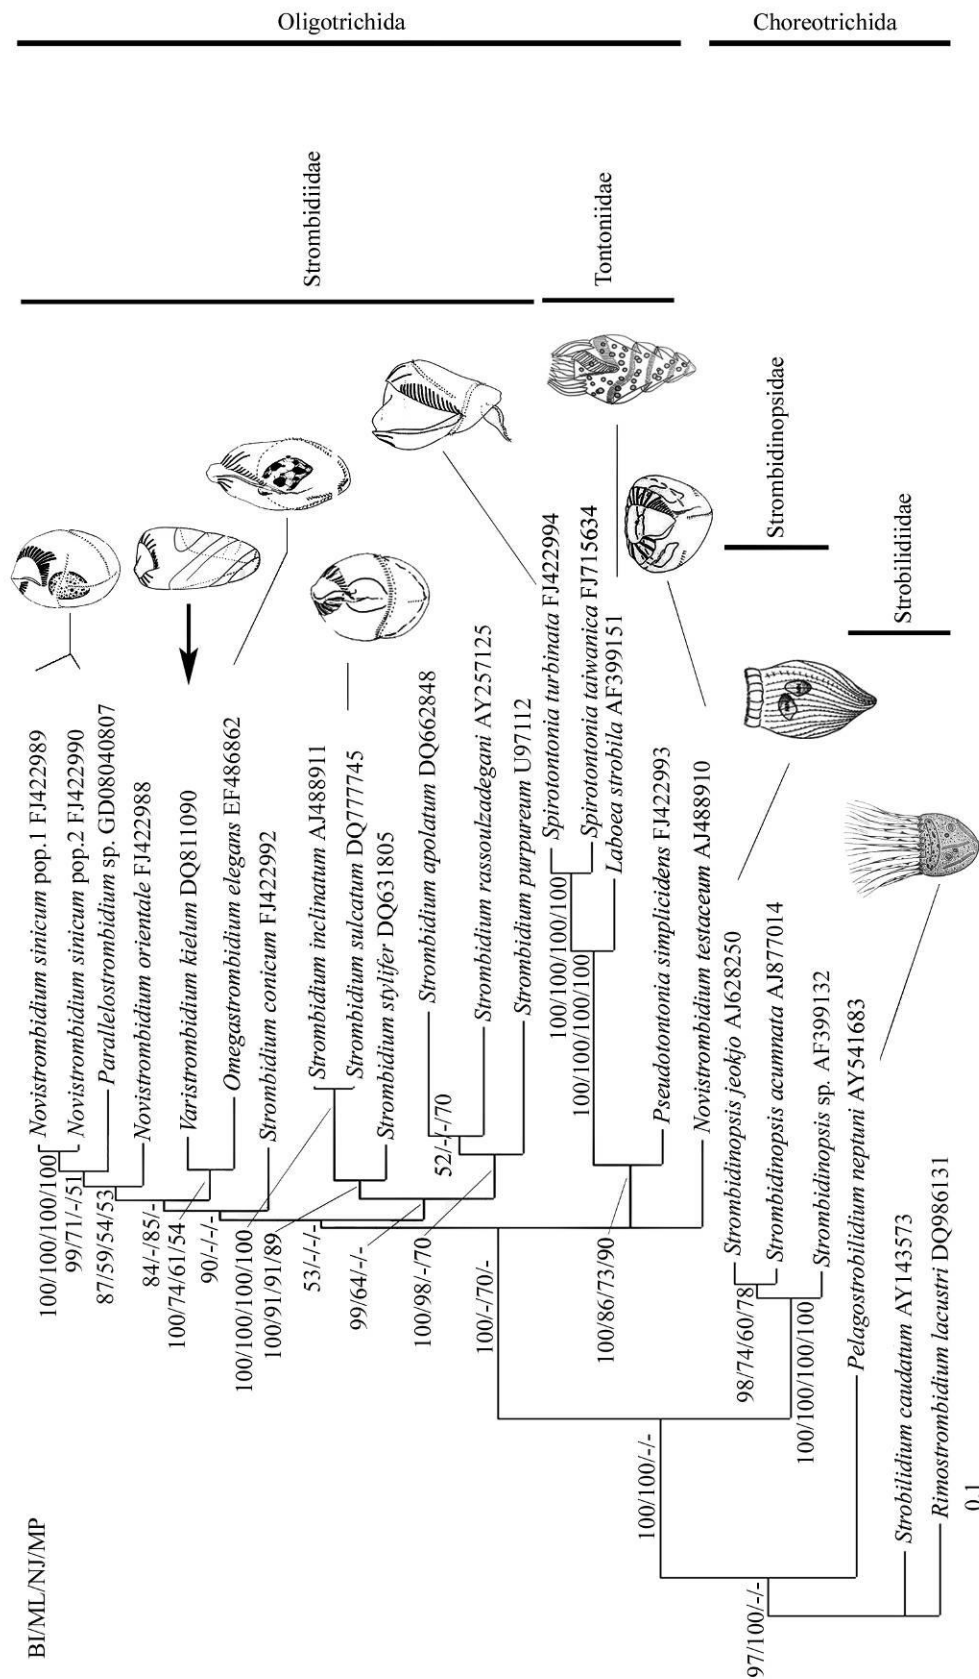 BI/ML/NJ/MP
Novistrombidium sinicum pop.1 FJ422989
Novistrombidium sinicum pop.2 FJ422990
Parallelostrombidium sp. GD08040807
Novistrombidium orientale FJ422988
Varistrombidium kielum DQ811090
Omegastrombidium elegans EF486862
Strombidium conicum FJ422992
Strombidium inclinatum AJ488911
Strombidium sulcatum DQ777745
Strombidium stylifer DQ631805
Strombidium apolatum DQ662848
Strombidium rassoulzadegani AY257125
Strombidium purpureum U97112
Spirotontonia turbinata FJ422994
Spirotontonia taiwanica FJ715634
Laboea strobila AF399151
Pseudotontonia simplicidens FJ422993
Novistrombidium testaceum AJ488910
Strombidinopsis jeokjo AJ628250
Strombidinopsis acumnata AJ877014
Strombidinopsis sp. AF399132
Pelagostrobilidium neptuni AY541683
Strobilidium caudatum AY143573
Rimostrombidium lacustri DQ986131
100/100/100/100
99/71/-/51
87/59/54/53
84/-/85/-
100/74/61/54
90/-/-/-
100/100/100/100
100/91/91/89
53/-/-/-
99/64/-/-
100/98/-/70
52/-/-/70
100/-/70/-
100/100/100/100
100/100/100/100
100/86/73/90
98/74/60/78
100/100/100/100
100/100/-/-
97/100/-/-
0.1
Strombidiidae
Tontoniidae
Strombidinopsidae
Strobilidiidae
Oligotrichida
Choreotrichida